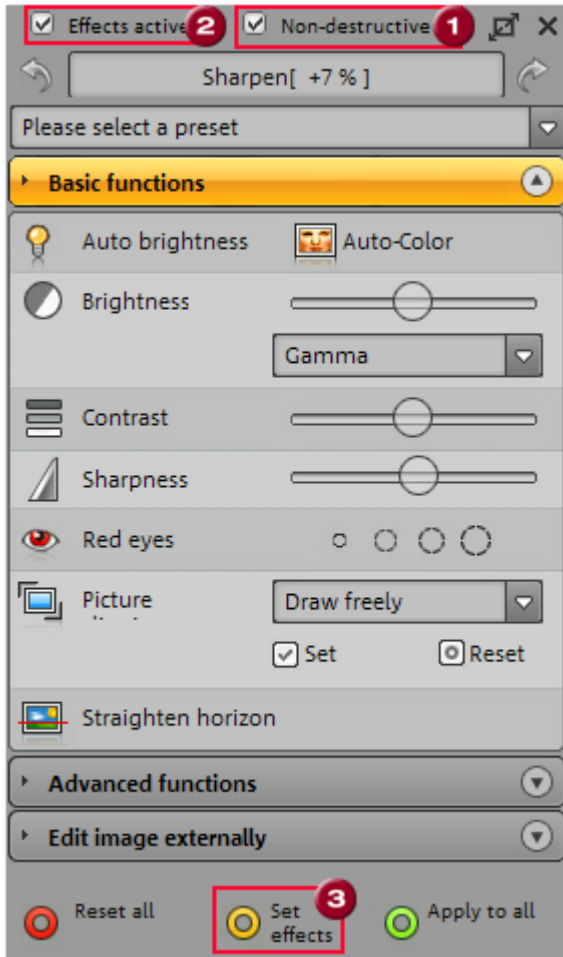 Effects active 2 Non-destructive 1
Sharpen[ +7 % ]
Please select a preset
Basic functions
Auto brightness Auto-Color
Brightness
Gamma
Contrast
Sharpness
Red eyes
Picture Draw freely
Set Reset
Straighten horizon
Advanced functions
Edit image externally
Reset all Set 3 Apply to all
effects